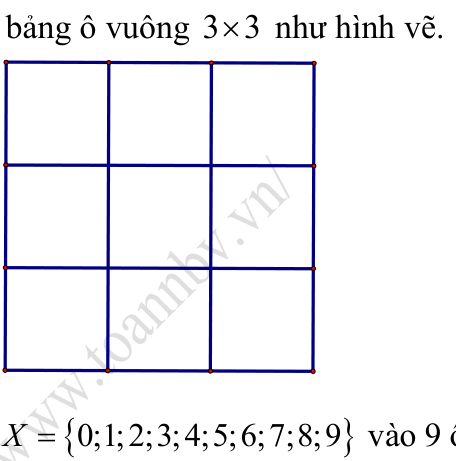 bảng ô vuông 3×3 như hình vẽ.
www.toannbv.vn/
X = {0;1;2;3;4;5;6;7;8;9} vào 9